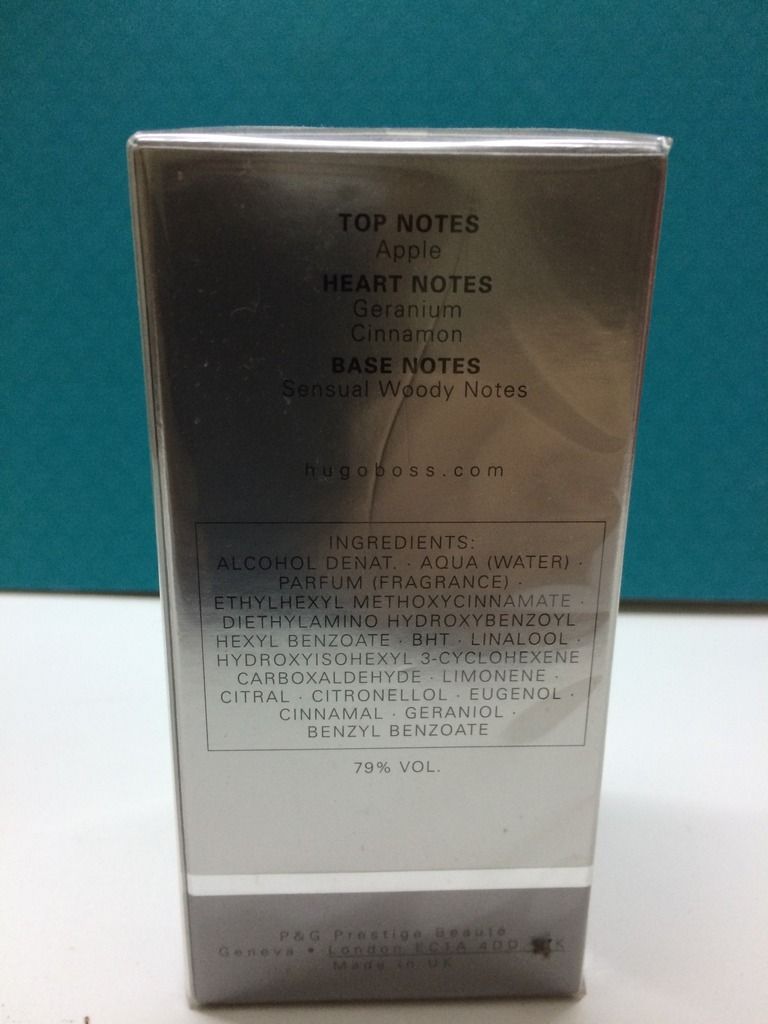 TOP NOTES
Apple
HEART NOTES
Geranium
Cinnamon
BASE NOTES
Sensual Woody Notes
hugoboss.com
INGREDIENTS:
ALCOHOL DENAT. · AQUA (WATER) ·
PARFUM (FRAGRANCE) ·
ETHYLHEXYL METHOXYCINNAMATE ·
DIETHYLAMINO HYDROXYBENZOYL
HEXYL BENZOATE · BHT · LINALOOL ·
HYDROXYISOHEXYL 3-CYCLOHEXENE
CARBOXALDEHYDE · LIMONENE ·
CITRAL · CITRONELLOL · EUGENOL ·
CINNAMAL · GERANIOL ·
BENZYL BENZOATE
79% VOL.
P&G Prestige Beauté
Geneva • London EC1A 4DD
Made in UK